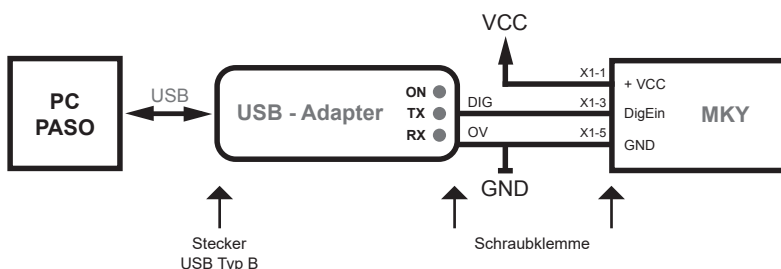 VCC
PC
PASO
USB
USB - Adapter
ON
TX
RX
DIG
OV
X1-1
X1-3
X1-5
+ VCC
DigEin
GND
MKY
GND
Stecker
USB Typ B
Schraubklemme